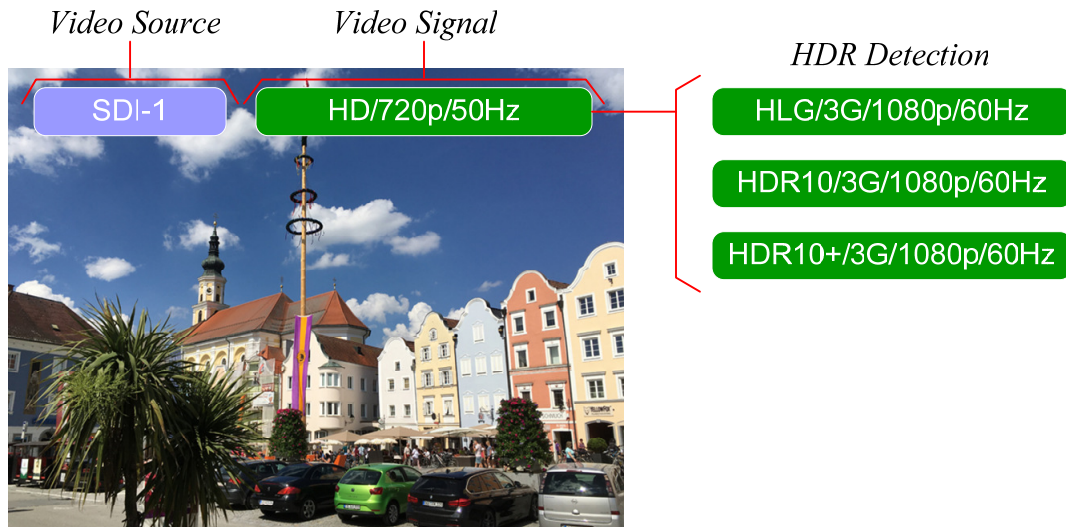 Video Source
Video Signal
HDR Detection
SDI-1
HD/720p/50Hz
HLG/3G/1080p/60Hz
HDR10/3G/1080p/60Hz
HDR10+/3G/1080p/60Hz